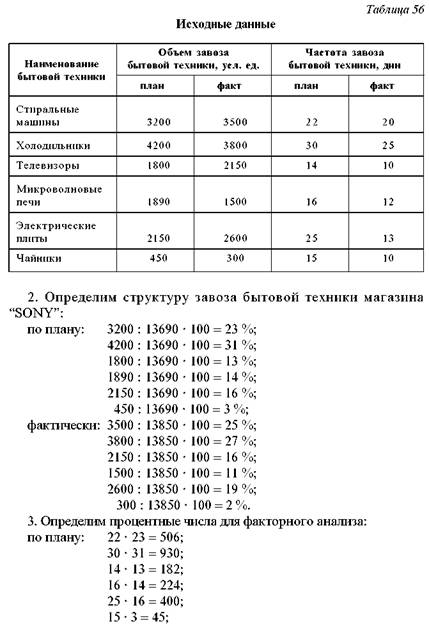 Таблица 56
Исходные данные
Наименование бытовой техники | Объем завоза бытовой техники, усл. ед. | Частота завоза бытовой техники, дни
план | факт | план | факт
Стиральные машины | 3200 | 3500 | 22 | 20
Холодильники | 4200 | 3800 | 30 | 25
Телевизоры | 1800 | 2150 | 14 | 10
Микроволновые печи | 1890 | 1500 | 16 | 12
Электрические плиты | 2150 | 2600 | 25 | 13
Чайники | 450 | 300 | 15 | 10
2. Определим структуру завоза бытовой техники магазина
“SONY”:
по плану: 3200 : 13690 · 100 = 23 %;
4200 : 13690 · 100 = 31 %;
1800 : 13690 · 100 = 13 %;
1890 : 13690 · 100 = 14 %;
2150 : 13690 · 100 = 16 %;
450 : 13690 · 100 = 3 %;
фактически: 3500 : 13850 · 100 = 25 %;
3800 : 13850 · 100 = 27 %;
2150 : 13850 · 100 = 16 %;
1500 : 13850 · 100 = 11 %;
2600 : 13850 · 100 = 19 %;
300 : 13850 · 100 = 2 %.
3. Определим процентные числа для факторного анализа:
по плану: 22 · 23 = 506;
30 · 31 = 930;
14 · 13 = 182;
16 · 14 = 224;
25 · 16 = 400;
15 · 3 = 45;